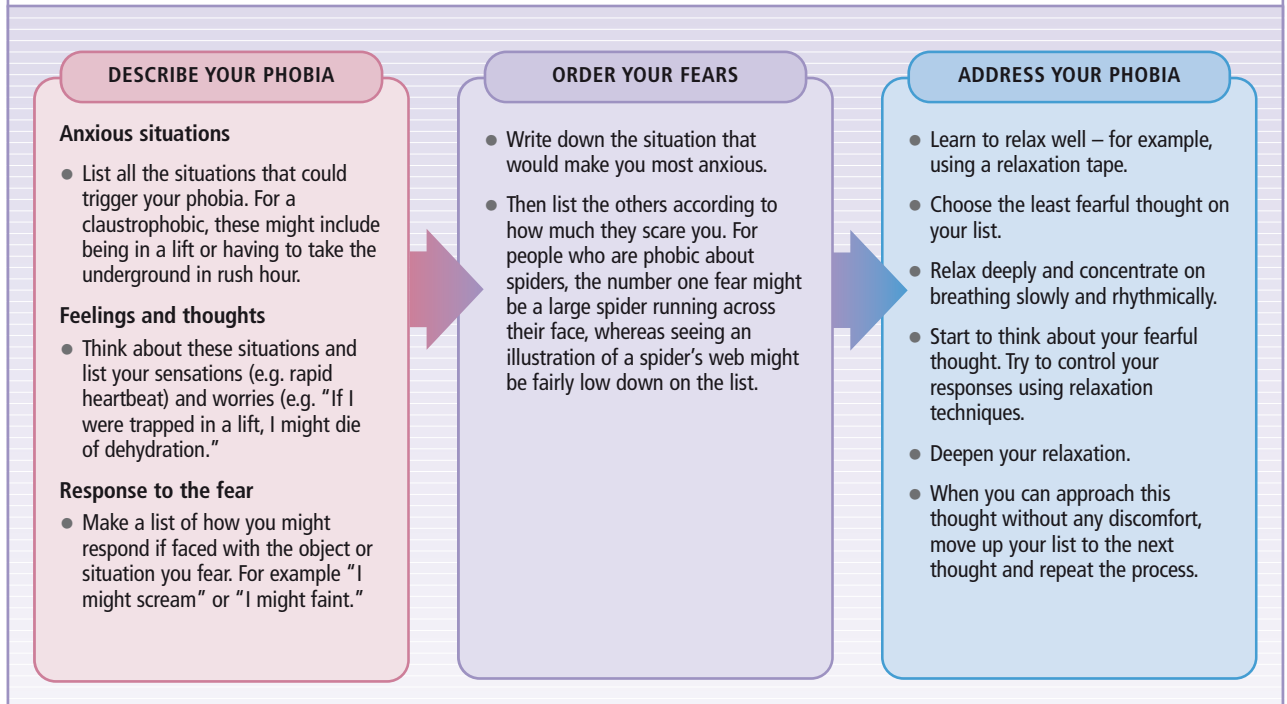 DESCRIBE YOUR PHOBIA
Anxious situations
● List all the situations that could
trigger your phobia. For a
claustrophobic, these might include
being in a lift or having to take the
underground in rush hour.
Feelings and thoughts
● Think about these situations and
list your sensations (e.g. rapid
heartbeat) and worries (e.g. “If I
were trapped in a lift, I might die
of dehydration.”
Response to the fear
● Make a list of how you might
respond if faced with the object or
situation you fear. For example “I
might scream” or “I might faint.”
ORDER YOUR FEARS
● Write down the situation that
would make you most anxious.
● Then list the others according to
how much they scare you. For
people who are phobic about
spiders, the number one fear might
be a large spider running across
their face, whereas seeing an
illustration of a spider’s web might
be fairly low down on the list.
ADDRESS YOUR PHOBIA
● Learn to relax well – for example,
using a relaxation tape.
● Choose the least fearful thought on
your list.
● Relax deeply and concentrate on
breathing slowly and rhythmically.
● Start to think about your fearful
thought. Try to control your
responses using relaxation
techniques.
● Deepen your relaxation.
● When you can approach this
thought without any discomfort,
move up your list to the next
thought and repeat the process.